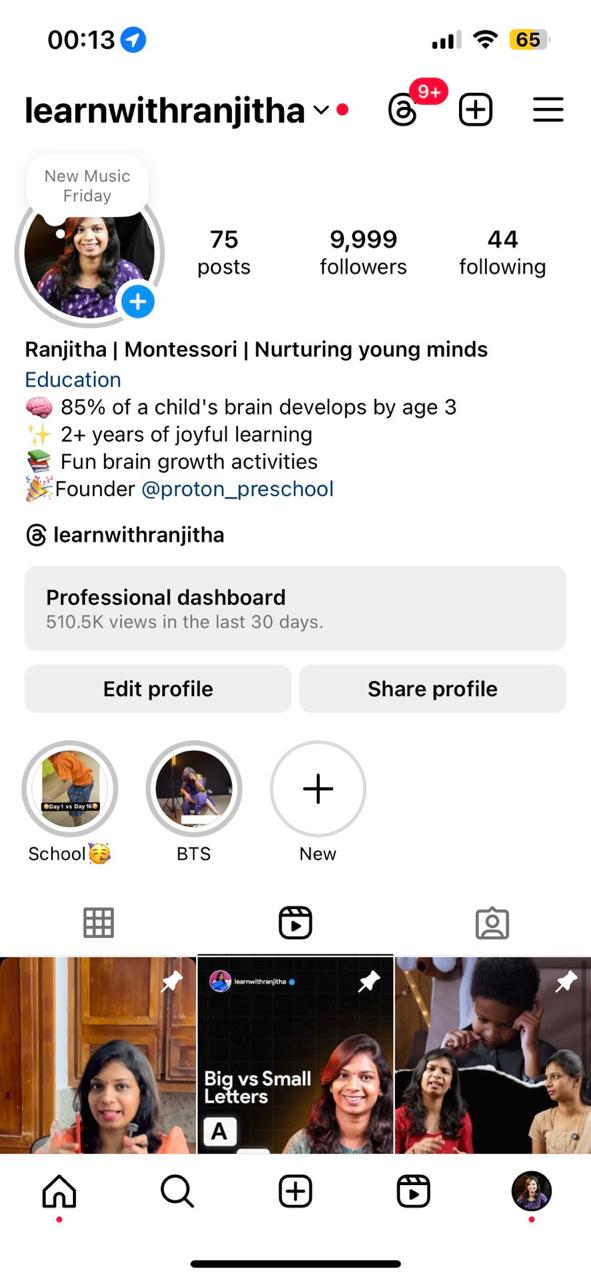 00:13
65
learnwithranjitha
9+
New Music
Friday
75 9,999 44
posts followers following
Ranjitha | Montessori | Nurturing young minds
Education
🧠 85% of a child's brain develops by age 3
✨ 2+ years of joyful learning
📚 Fun brain growth activities
🎉Founder @proton_preschool
learnwithranjitha
Professional dashboard
510.5K views in the last 30 days.
Edit profile Share profile
Day 1 vs Day 16
School🥳 BTS New
learnwithranjitha
Big vs Small
Letters
A